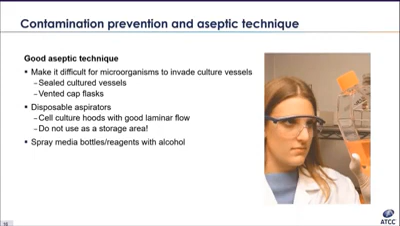 Contamination prevention and aseptic technique
Good aseptic technique
▪ Make it difficult for microorganisms to invade culture vessels
– Sealed cultured vessels
– Vented cap flasks
▪ Disposable aspirators
– Cell culture hoods with good laminar flow
– Do not use as a storage area!
▪ Spray media bottles/reagents with alcohol
ATCC